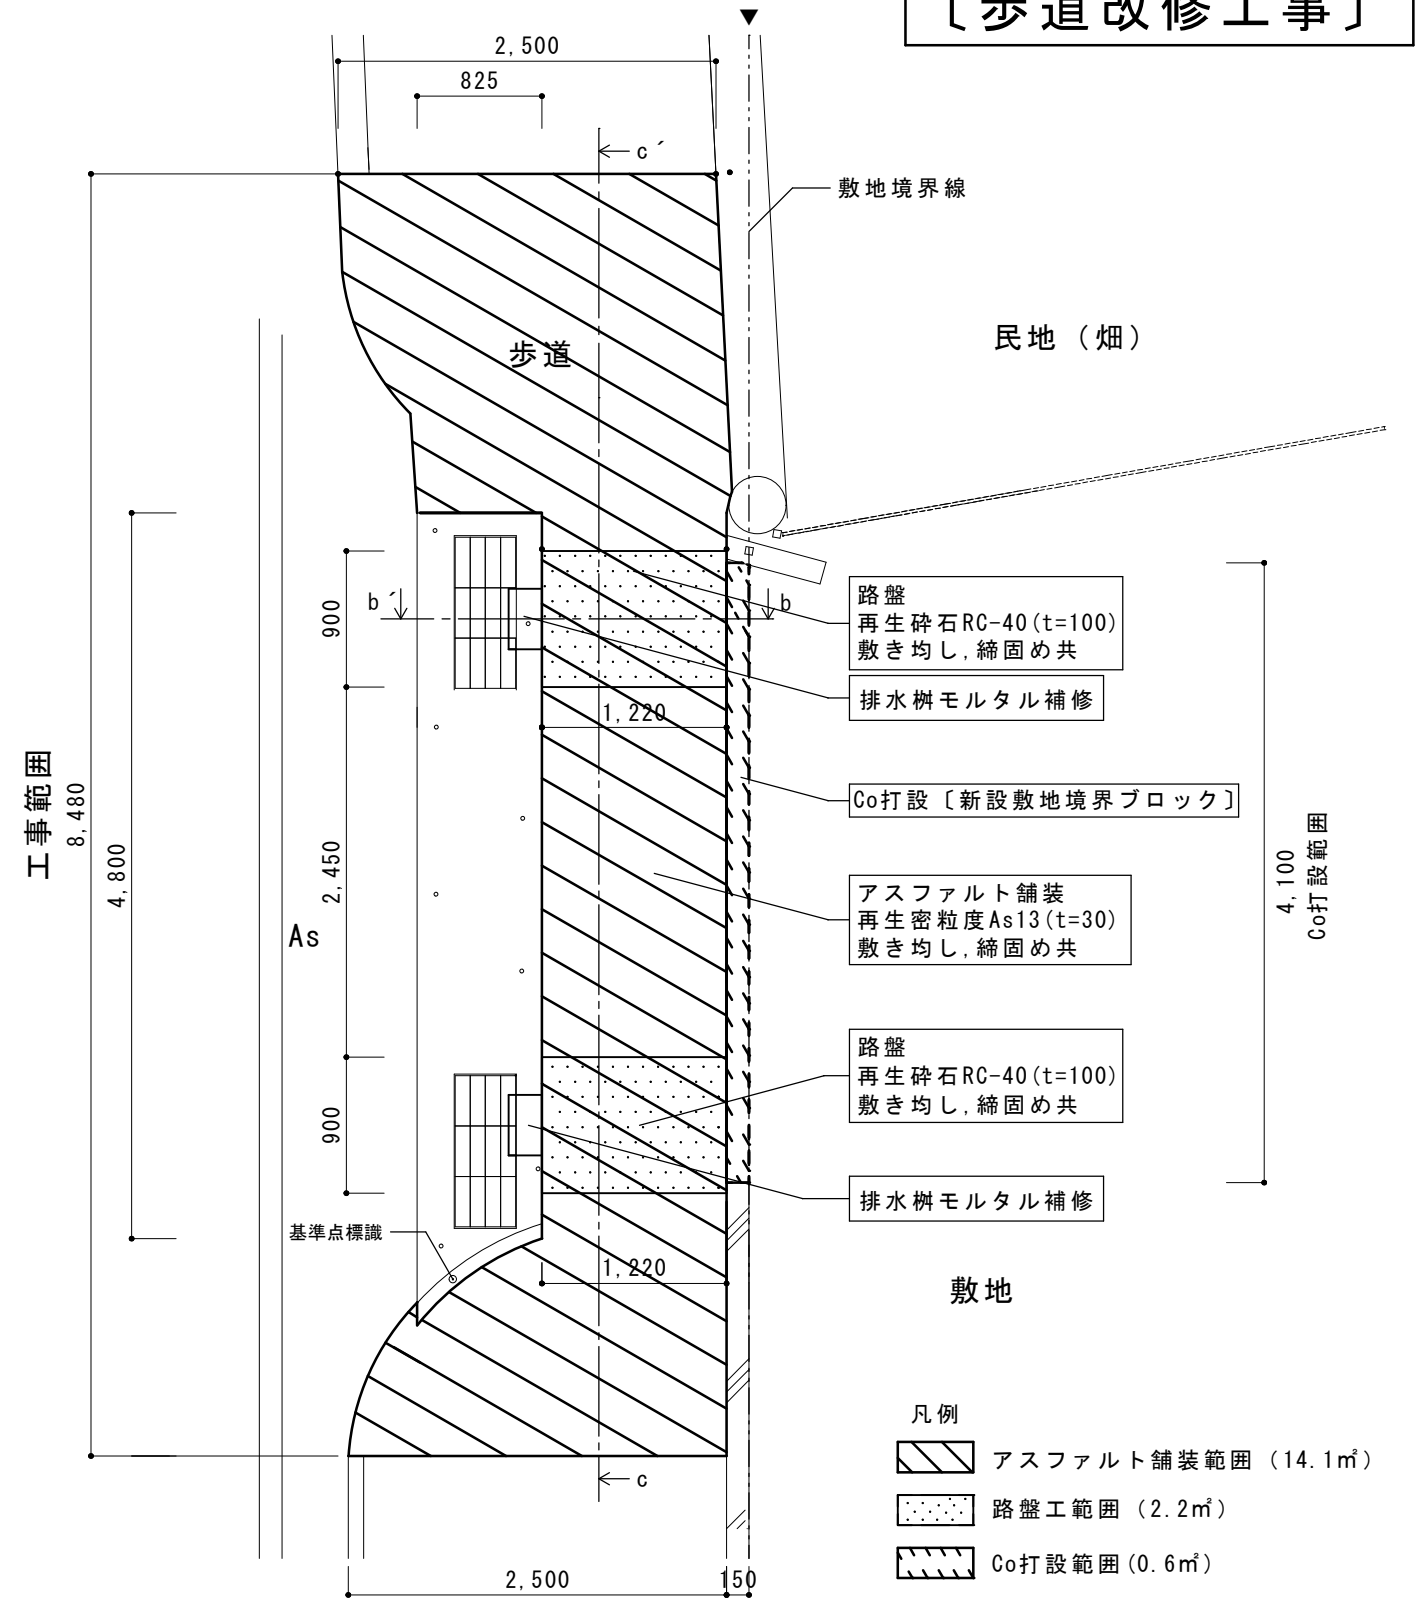 〔歩道改修工事〕
2,500
825
c´
敷地境界線
民地（畑）
歩道
b´
b
900
路盤
再生砕石RC-40(t=100)
敷き均し,締固め共
排水桝モルタル補修
1,220
工事範囲
8,480
4,800
2,450
As
Co打設〔新設敷地境界ブロック〕
4,100
Co打設範囲
アスファルト舗装
再生密粒度As13(t=30)
敷き均し,締固め共
路盤
再生砕石RC-40(t=100)
敷き均し,締固め共
900
排水桝モルタル補修
基準点標識
1,220
敷地
凡例
アスファルト舗装範囲（14.1㎡）
路盤工範囲（2.2㎡）
Co打設範囲(0.6㎡)
c
2,500
150